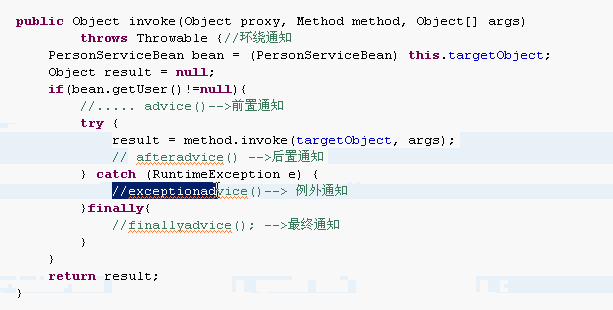 public Object invoke(Object proxy, Method method, Object[] args)
        throws Throwable {//环绕通知
    PersonServiceBean bean = (PersonServiceBean) this.targetObject;
    Object result = null;
    if(bean.getUser()!=null){
        //..... advice()-->前置通知
        try {
            result = method.invoke(targetObject, args);
            // afteradvice() -->后置通知
        } catch (RuntimeException e) {
            //exceptionadvice()--> 例外通知
        }finally{
            //finallyadvice(); -->最终通知
        }
    }
    return result;
}